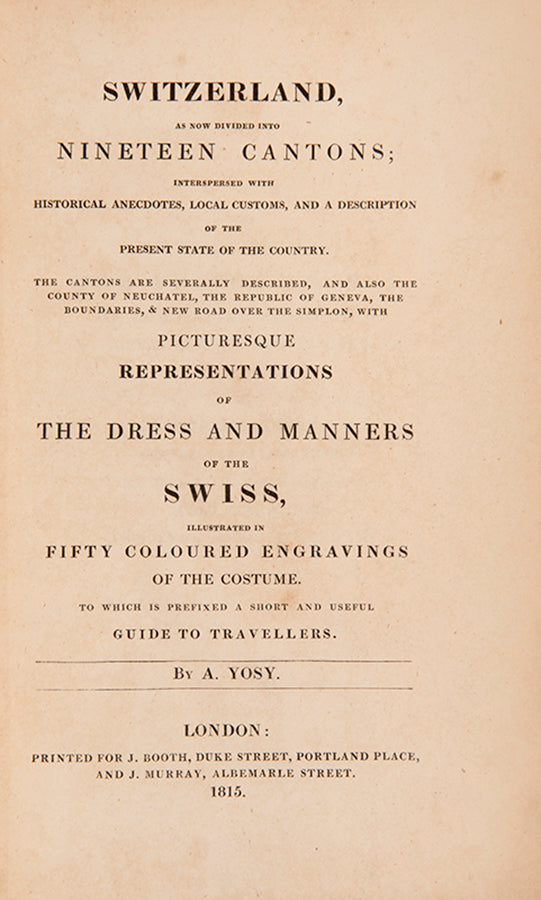 SWITZERLAND,
AS NOW DIVIDED INTO
NINETEEN CANTONS;
INTERSPERSED WITH
HISTORICAL ANECDOTES, LOCAL CUSTOMS, AND A DESCRIPTION
OF THE
PRESENT STATE OF THE COUNTRY.
THE CANTONS ARE SEVERALLY DESCRIBED, AND ALSO THE
COUNTY OF NEUCHATEL, THE REPUBLIC OF GENEVA, THE
BOUNDARIES, & NEW ROAD OVER THE SIMPLON, WITH
PICTURESQUE
REPRESENTATIONS
OF
THE DRESS AND MANNERS
OF THE
SWISS,
ILLUSTRATED IN
FIFTY COLOURED ENGRAVINGS
OF THE COSTUME.
TO WHICH IS PREFIXED A SHORT AND USEFUL
GUIDE TO TRAVELLERS.
BY A. YOSY.
LONDON:
PRINTED FOR J. BOOTH, DUKE STREET, PORTLAND PLACE,
AND J. MURRAY, ALBEMARLE STREET.
1815.